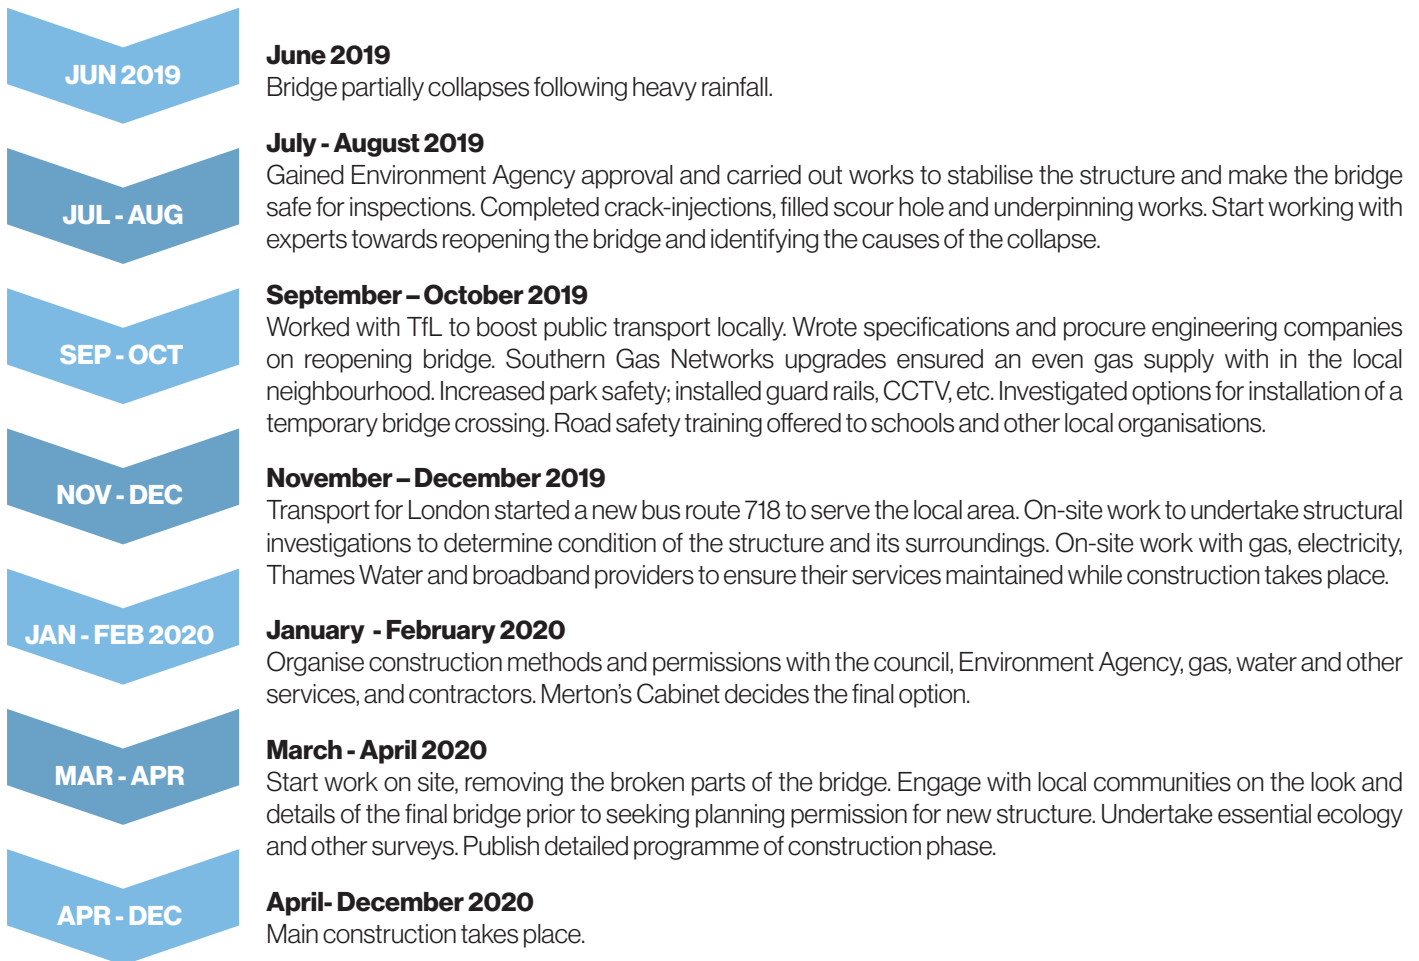 JUN 2019
June 2019
Bridge partially collapses following heavy rainfall.
JUL - AUG
July - August 2019
Gained Environment Agency approval and carried out works to stabilise the structure and make the bridge
safe for inspections. Completed crack-injections, filled scour hole and underpinning works. Start working with
experts towards reopening the bridge and identifying the causes of the collapse.
SEP - OCT
September – October 2019
Worked with TfL to boost public transport locally. Wrote specifications and procure engineering companies
on reopening bridge. Southern Gas Networks upgrades ensured an even gas supply with in the local
neighbourhood. Increased park safety; installed guard rails, CCTV, etc. Investigated options for installation of a
temporary bridge crossing. Road safety training offered to schools and other local organisations.
NOV - DEC
November – December 2019
Transport for London started a new bus route 718 to serve the local area. On-site work to undertake structural
investigations to determine condition of the structure and its surroundings. On-site work with gas, electricity,
Thames Water and broadband providers to ensure their services maintained while construction takes place.
JAN - FEB 2020
January - February 2020
Organise construction methods and permissions with the council, Environment Agency, gas, water and other
services, and contractors. Merton's Cabinet decides the final option.
MAR - APR
March - April 2020
Start work on site, removing the broken parts of the bridge. Engage with local communities on the look and
details of the final bridge prior to seeking planning permission for new structure. Undertake essential ecology
and other surveys. Publish detailed programme of construction phase.
APR - DEC
April- December 2020
Main construction takes place.